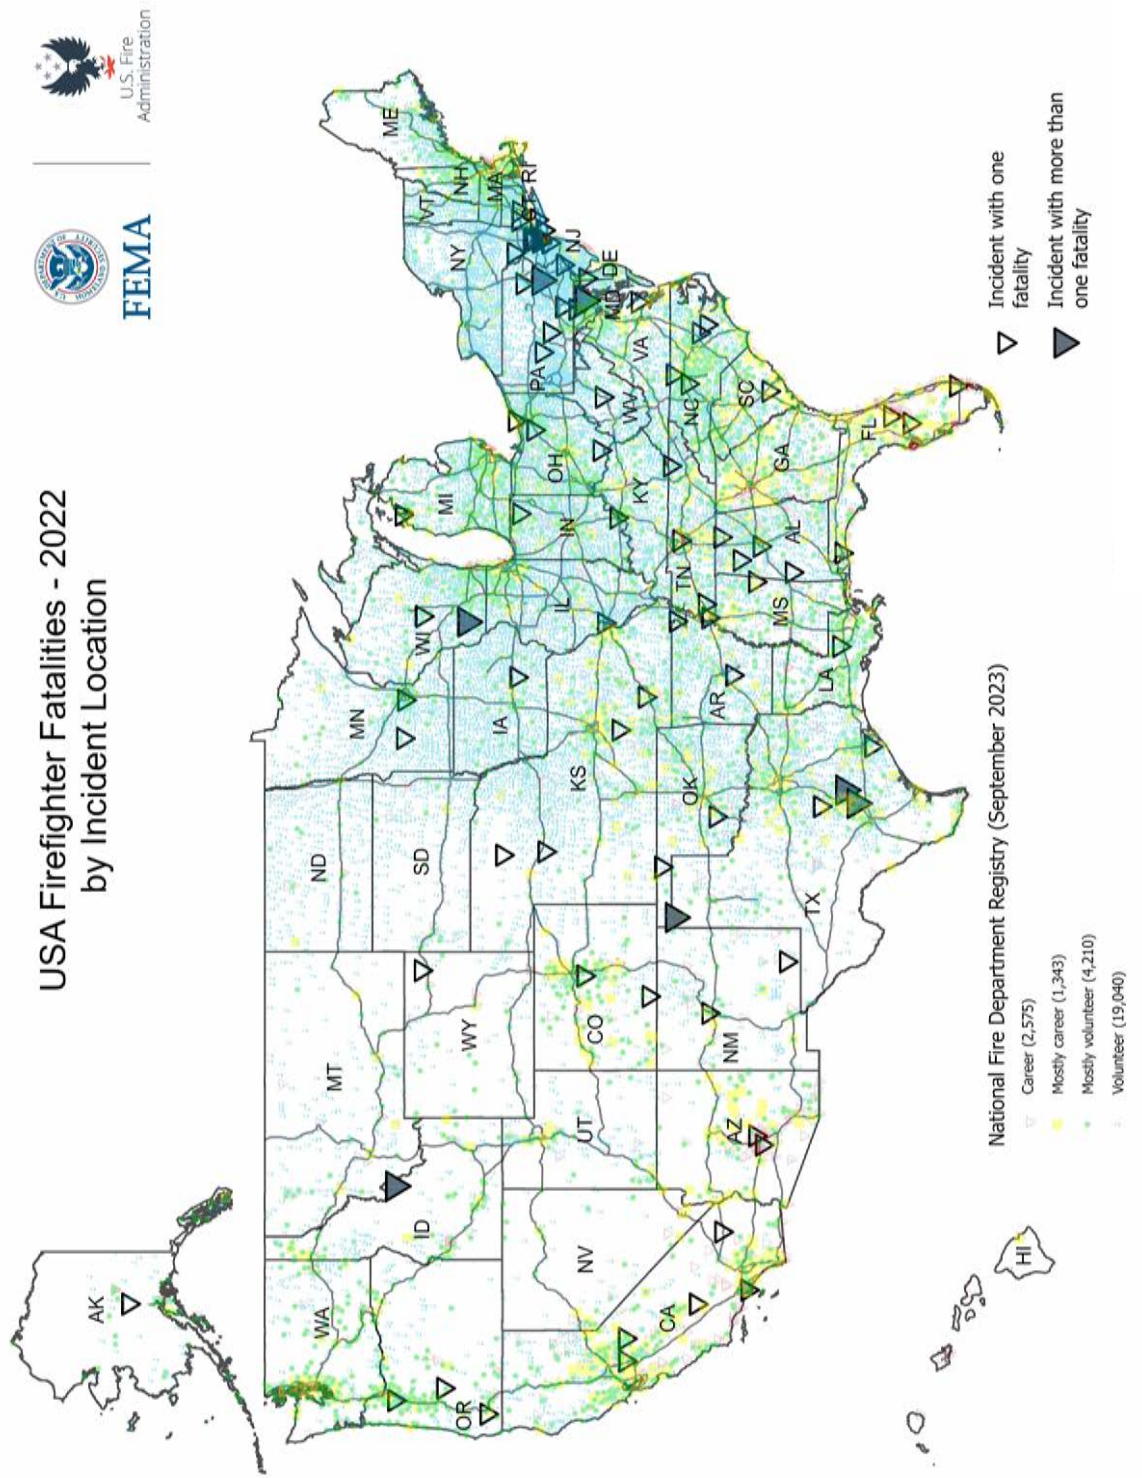 USA Firefighter Fatalities - 2022
by Incident Location
FEMA
U.S. Fire
Administration
AK
WA
OR
CA
ID
NV
MT
WY
UT
AZ
CO
NM
ND
SD
KS
OK
TX
MN
IA
AR
LA
WI
IL
MS
MI
IN
TN
AL
OH
KY
GA
PA
WV
VA
NC
SC
FL
NY
VT
NH
ME
MA
RI
CT
NJ
DE
MD
HI
National Fire Department Registry (September 2023)
Career (2,575)
Mostly career (1,343)
Mostly volunteer (4,210)
Volunteer (19,040)
Incident with one
fatality
Incident with more than
one fatality